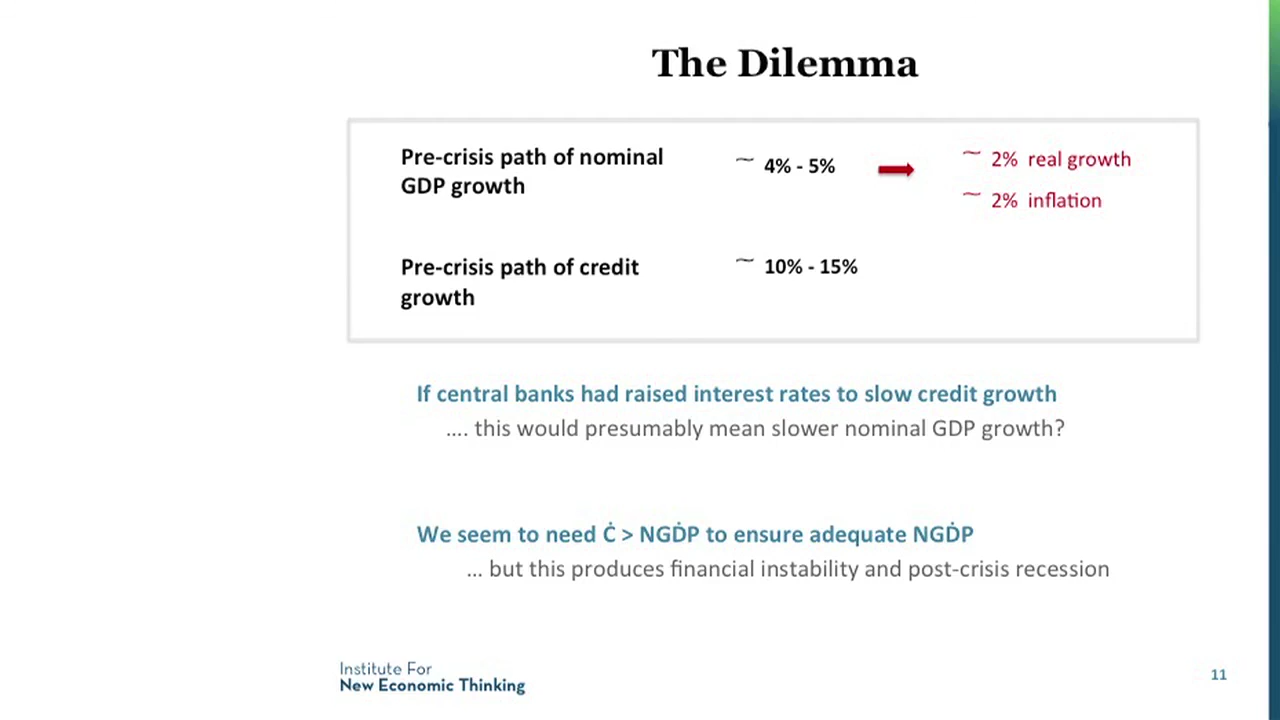 The Dilemma
Pre-crisis path of nominal
GDP growth
~ 4% - 5%
~ 2% real growth
~ 2% inflation
Pre-crisis path of credit
growth
~ 10% - 15%
If central banks had raised interest rates to slow credit growth
.... this would presumably mean slower nominal GDP growth?
We seem to need Ċ > NGḊP to ensure adequate NGḊP
... but this produces financial instability and post-crisis recession
Institute For
New Economic Thinking
11